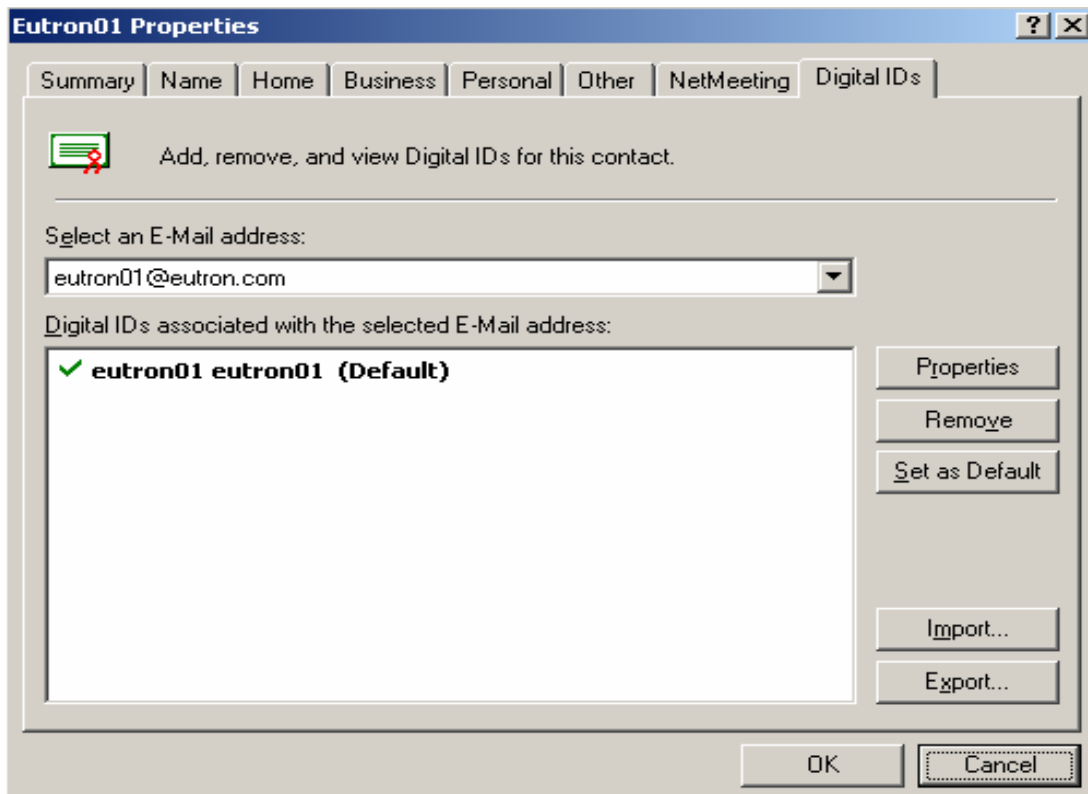 Eutron01 Properties
Summary Name Home Business Personal Other NetMeeting Digital IDs
Add, remove, and view Digital IDs for this contact.
Select an E-Mail address:
eutron01@eutron.com
Digital IDs associated with the selected E-Mail address:
eutron01 eutron01 (Default)
Properties
Remove
Set as Default
Import...
Export...
OK Cancel